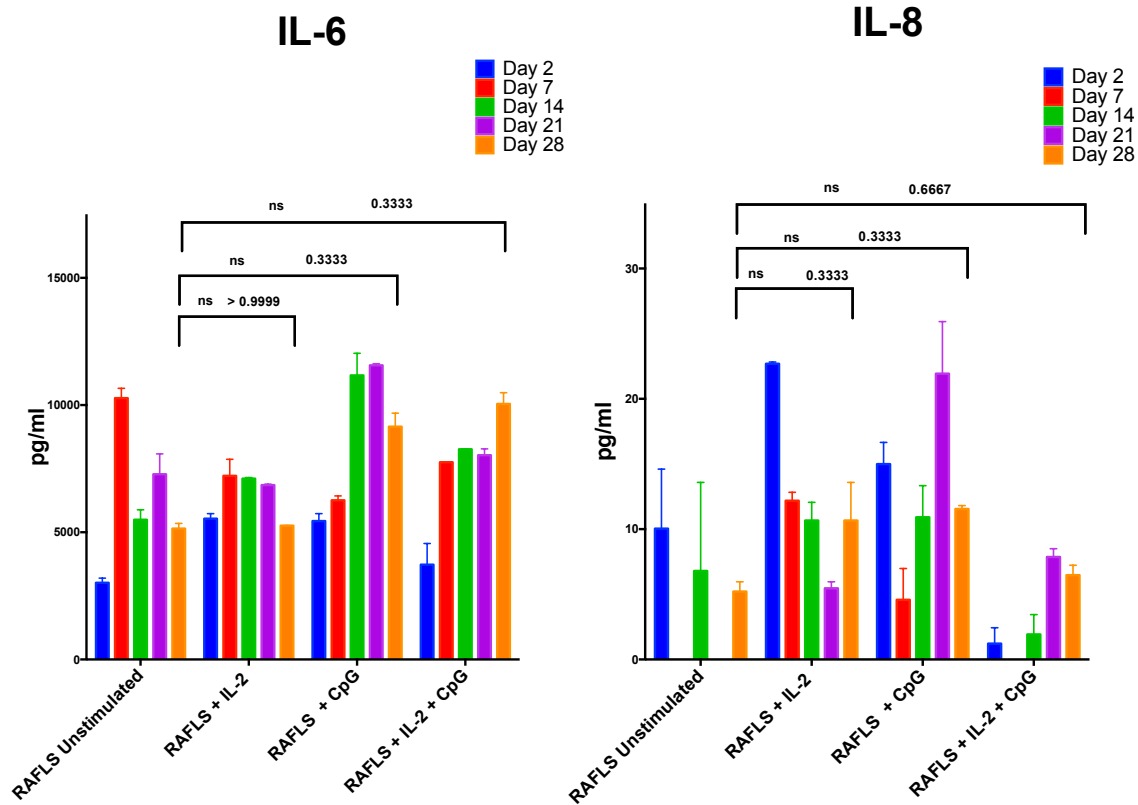 IL-6
Day 2
Day 7
Day 14
Day 21
Day 28
ns 0.3333
ns 0.3333
ns > 0.9999
pg/ml
15000
10000
5000
0
RAFLS Unstimulated
RAFLS + IL-2
RAFLS + CpG
RAFLS + IL-2 + CpG
IL-8
Day 2
Day 7
Day 14
Day 21
Day 28
ns 0.6667
ns 0.3333
ns 0.3333
pg/ml
30
20
10
0
RAFLS Unstimulated
RAFLS + IL-2
RAFLS + CpG
RAFLS + IL-2 + CpG